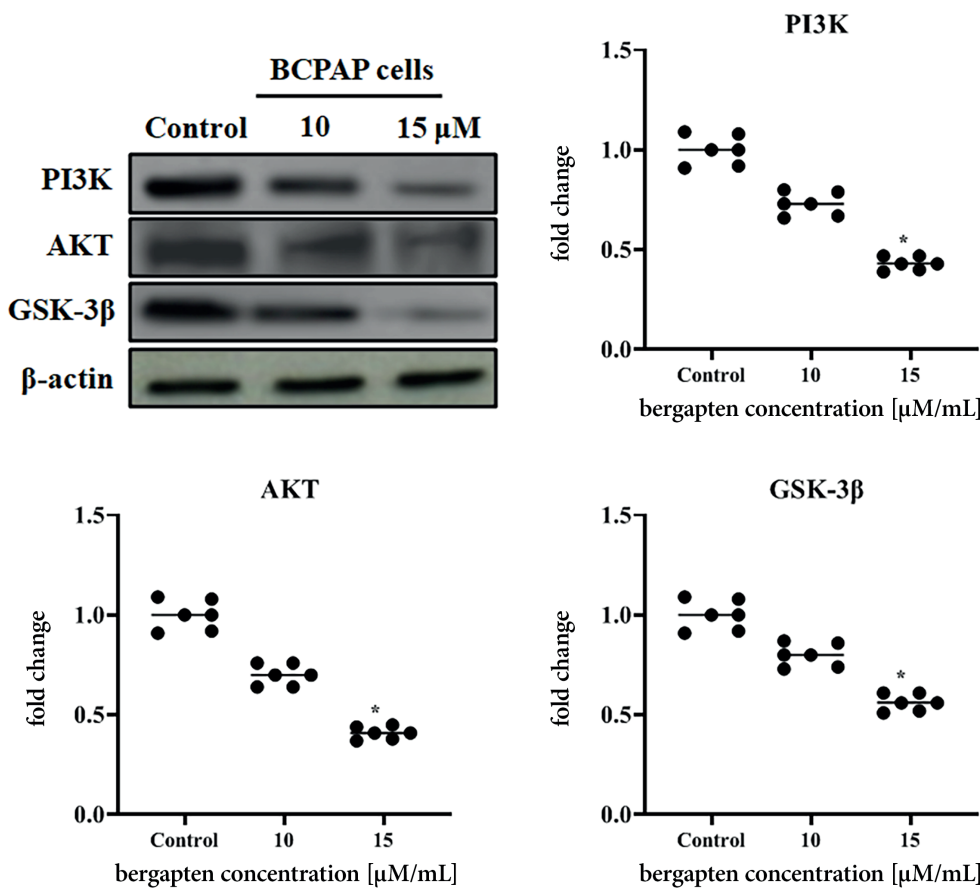 BCPAP cells
Control 10 15 μM
PI3K
AKT
GSK-3β
β-actin
PI3K
fold change
1.5
1.0
0.5
0.0
*
Control 10 15
bergapten concentration [μM/mL]
AKT
fold change
1.5
1.0
0.5
0.0
*
Control 10 15
bergapten concentration [μM/mL]
GSK-3β
fold change
1.5
1.0
0.5
0.0
*
Control 10 15
bergapten concentration [μM/mL]